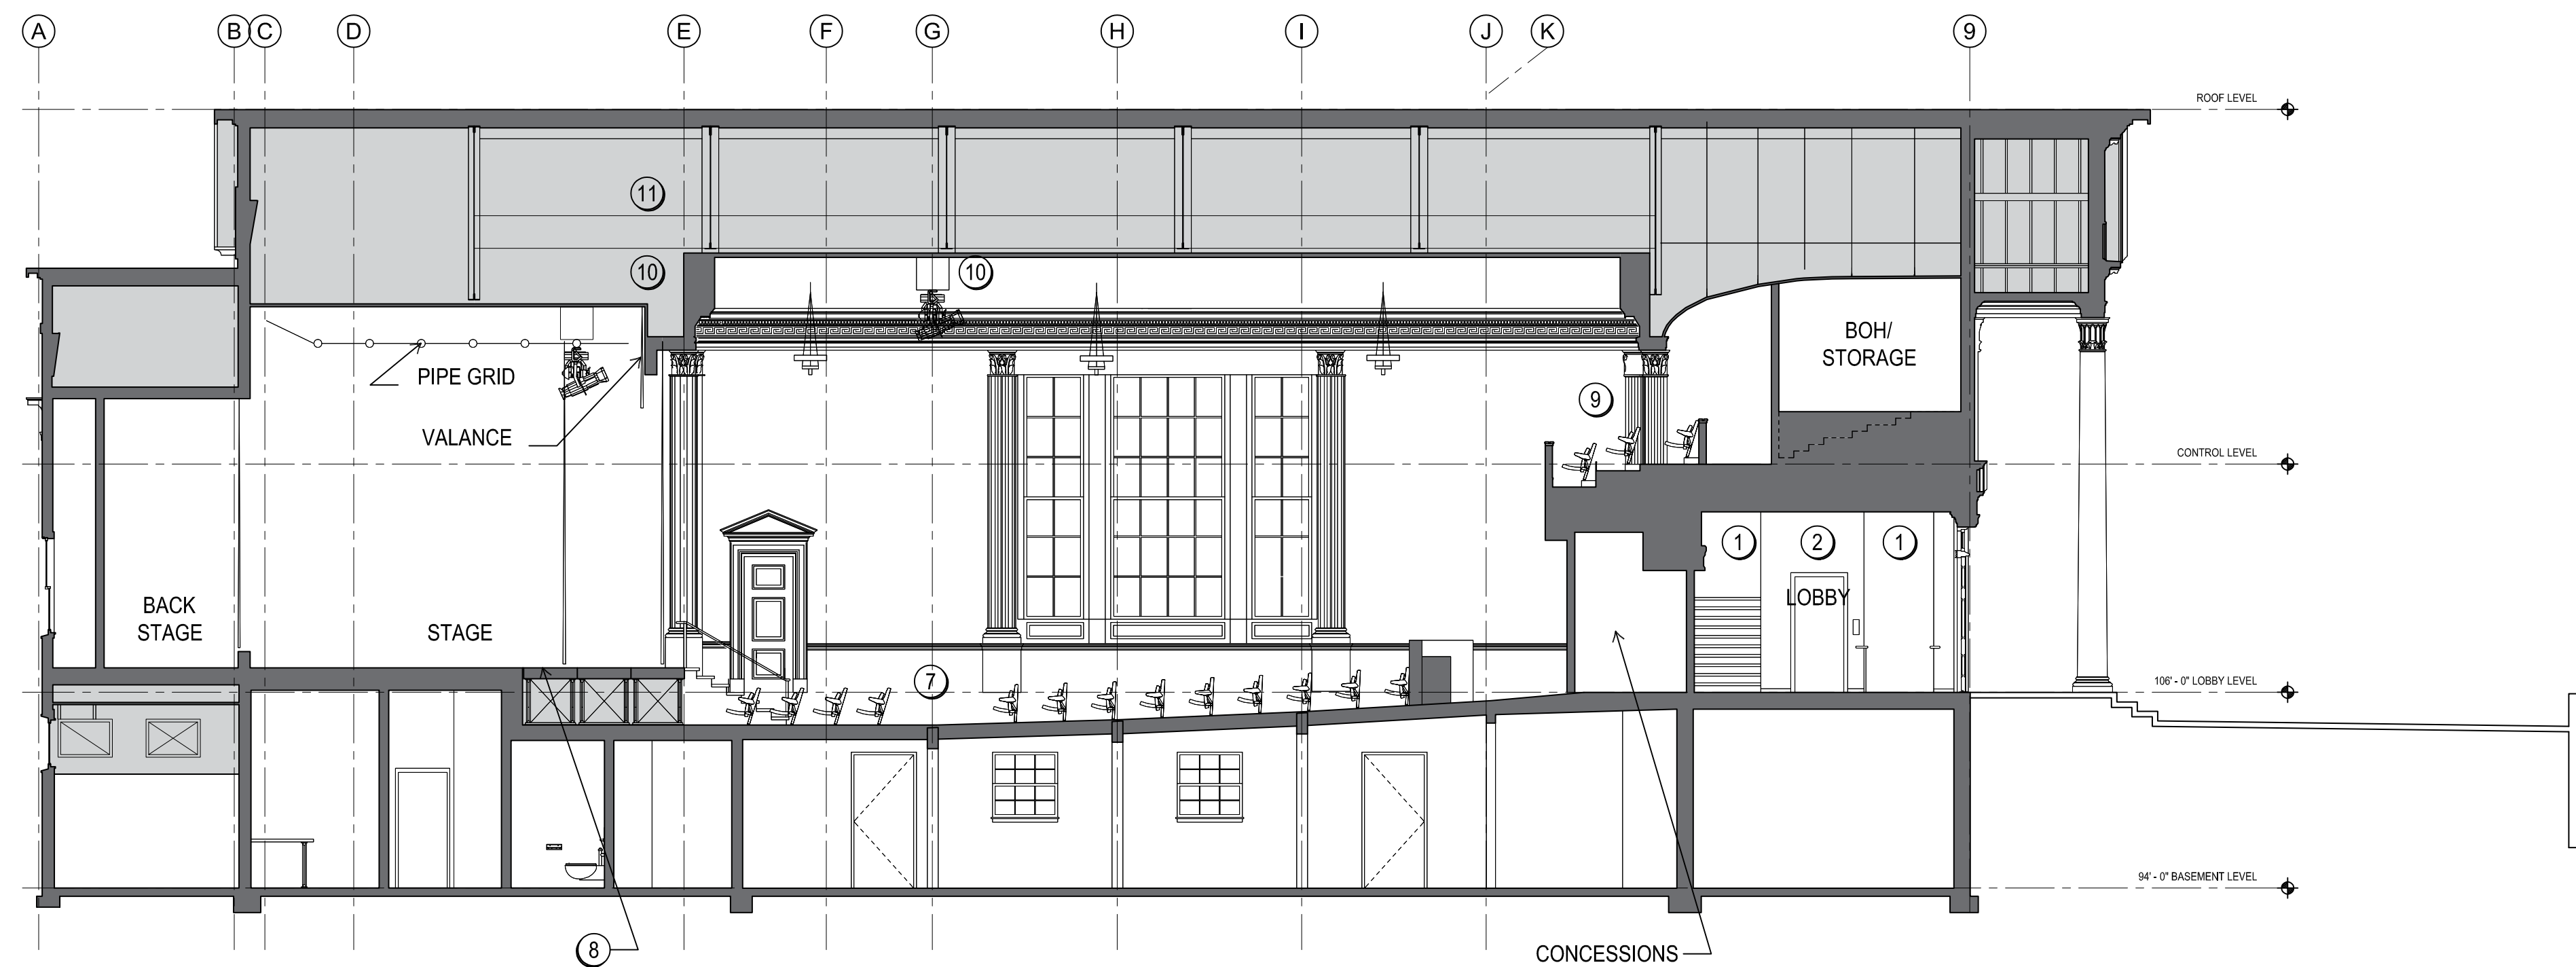 A
B
C
D
E
F
G
H
I
J
K
9
ROOF LEVEL
11
10
10
BOH/
STORAGE
PIPE GRID
9
VALANCE
CONTROL LEVEL
1
2
1
BACK
STAGE
STAGE
LOBBY
7
106' - 0" LOBBY LEVEL
94' - 0" BASEMENT LEVEL
8
CONCESSIONS